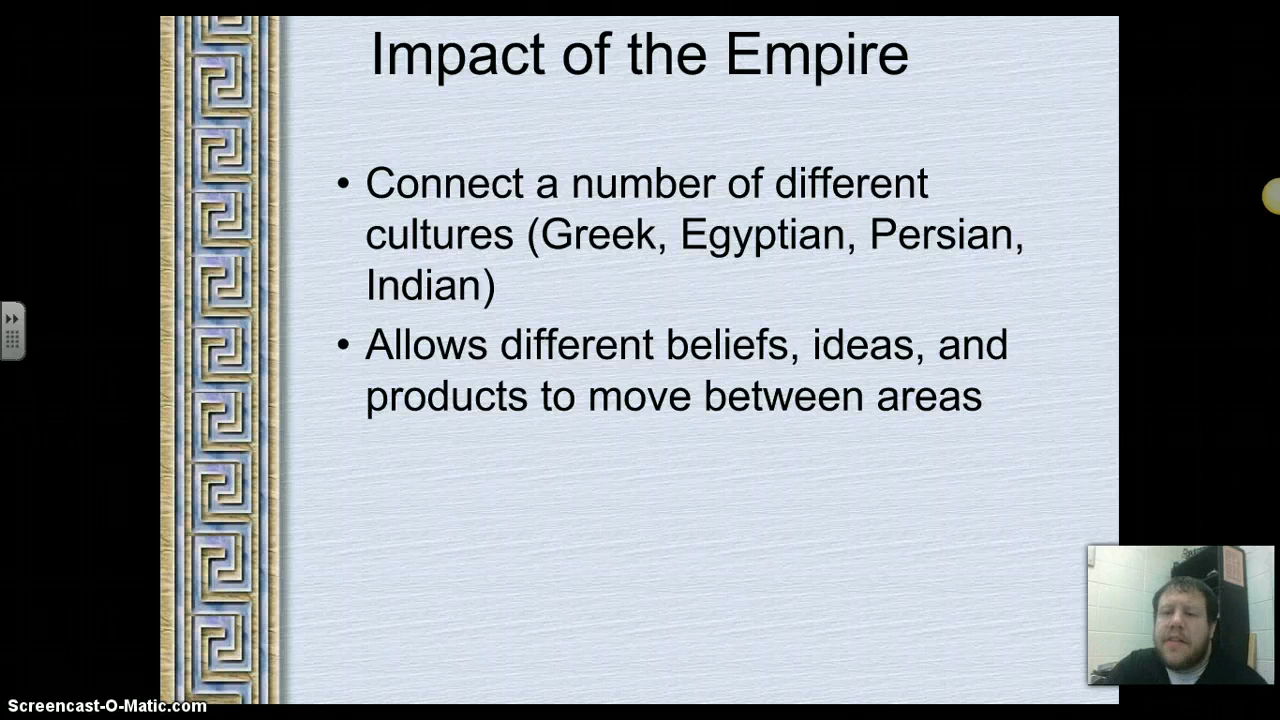 Impact of the Empire
• Connect a number of different
cultures (Greek, Egyptian, Persian,
Indian)
• Allows different beliefs, ideas, and
products to move between areas
Screencast-O-Matic.com